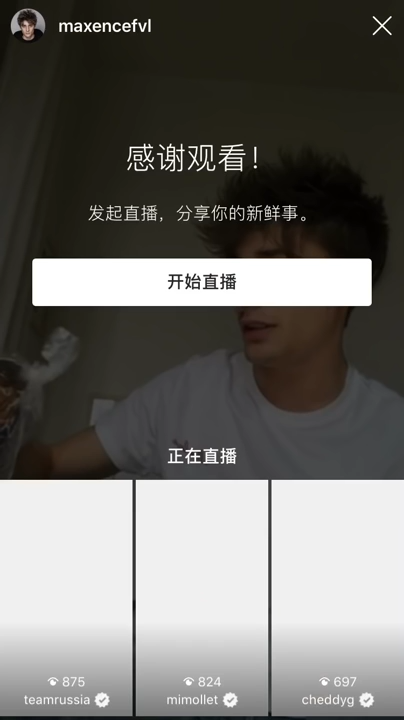 maxencefvl
感谢观看！
发起直播，分享你的新鲜事。
开始直播
正在直播
875
824
697
teamrussia
mimollet
cheddyg